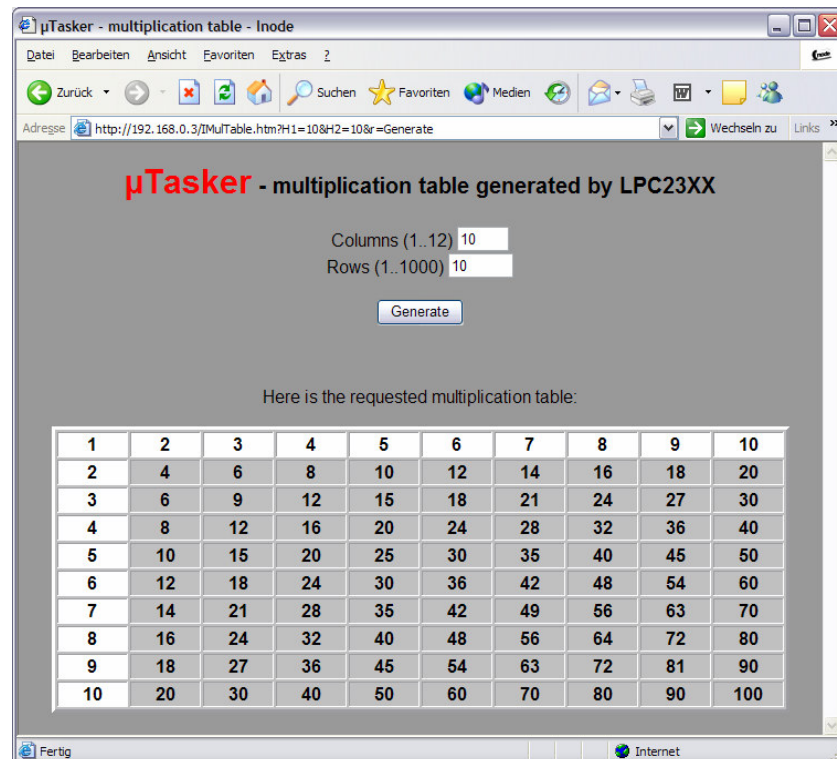 µTasker - multiplication table - Inode
Datei Bearbeiten Ansicht Favoriten Extras ?
Zurück Suchen Favoriten Medien
Adresse http://192.168.0.3/IMulTable.htm?H1=10&H2=10&r=Generate Wechseln zu Links »
µTasker - multiplication table generated by LPC23XX
Columns (1..12) 10
Rows (1..1000) 10
Generate
Here is the requested multiplication table:
1 2 3 4 5 6 7 8 9 10
2 4 6 8 10 12 14 16 18 20
3 6 9 12 15 18 21 24 27 30
4 8 12 16 20 24 28 32 36 40
5 10 15 20 25 30 35 40 45 50
6 12 18 24 30 36 42 48 54 60
7 14 21 28 35 42 49 56 63 70
8 16 24 32 40 48 56 64 72 80
9 18 27 36 45 54 63 72 81 90
10 20 30 40 50 60 70 80 90 100
Fertig Internet